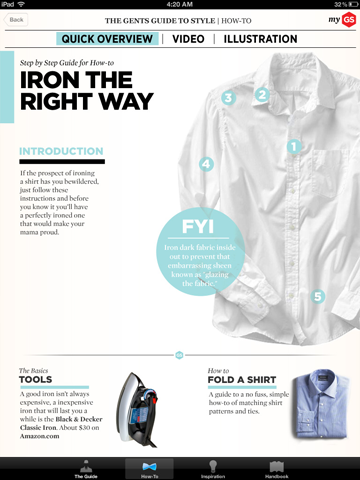 iPad
4:20 AM
32%
Back
THE GENTS GUIDE TO STYLE | HOW-TO
my GS
QUICK OVERVIEW | VIDEO | ILLUSTRATION
Step by Step Guide for How-to
IRON THE
RIGHT WAY
3
2
1
INTRODUCTION
4
If the prospect of ironing
a shirt has you bewildered,
just follow these
instructions and before
you know it you'll have
a perfectly ironed one
that would make your
mama proud.
FYI
Iron dark fabric inside
out to prevent that
embarrassing sheen
known as "glazing
the fabric."
5
GS
The Basics
TOOLS
A good iron isn't always
expensive, a inexpensive
iron that will last you a
while is the Black & Decker
Classic Iron. About $30 on
Amazon.com
How to
FOLD A SHIRT
A guide to a no fuss, simple
how-to of matching shirt
patterns and ties.
The Guide
How-To
Inspiration
Handbook